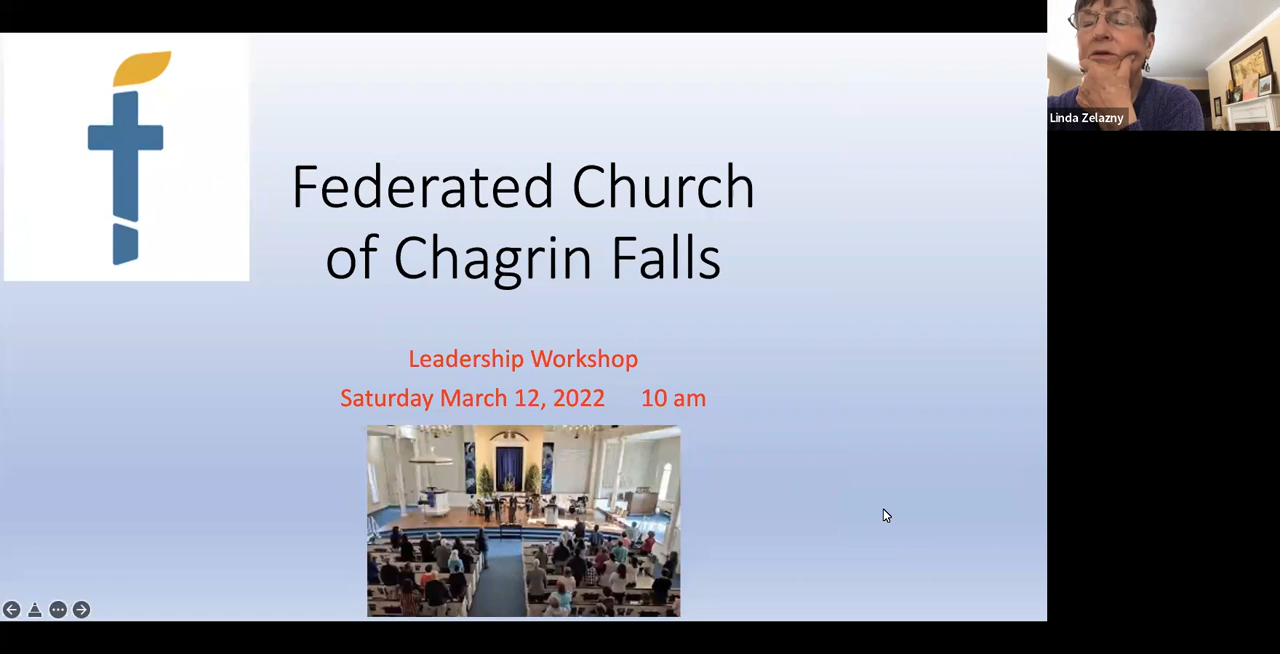 Federated Church
of Chagrin Falls
Leadership Workshop
Saturday March 12, 2022 10 am
Linda Zelazny